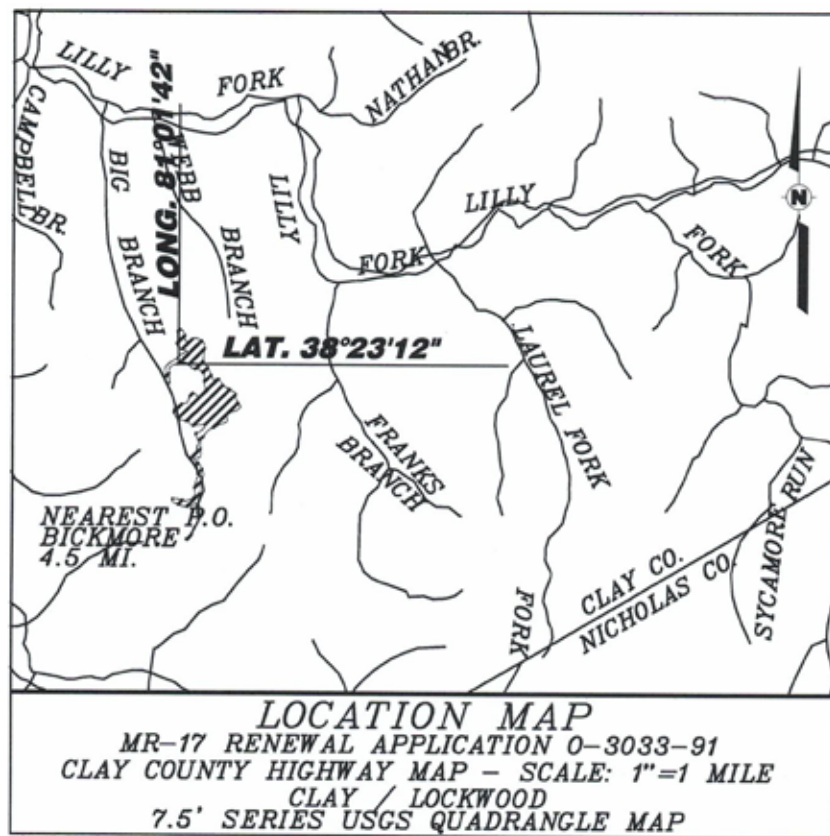 LILLY
FORK
NATHAN BR.
CAMPBELL BR.
LONG. 81°01'42"
BIG
BRANCH
WEBB
BRANCH
LILLY
FORK
LILLY
FORK
N
LAT. 38°23'12"
LAUREL FORK
FRANKS
BRANCH
NEAREST P.O.
BICKMORE
4.5 MI.
FORK
CLAY CO.
NICHOLAS CO.
SYCAMORE RUN
LOCATION MAP
MR-17 RENEWAL APPLICATION O-3033-91
CLAY COUNTY HIGHWAY MAP - SCALE: 1"=1 MILE
CLAY / LOCKWOOD
7.5' SERIES USGS QUADRANGLE MAP